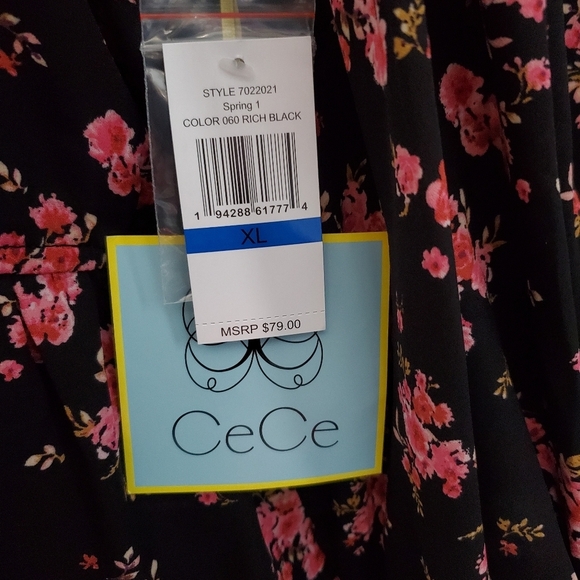 STYLE 7022021
Spring 1
COLOR 060 RICH BLACK
1 94288 61777 4
XL
MSRP $79.00
CeCe